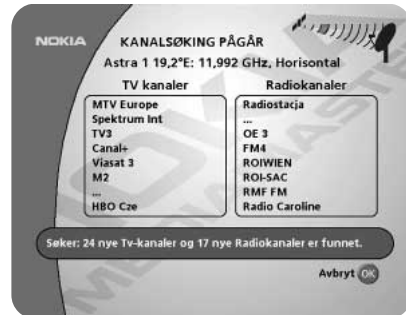 NOKIA
KANALSØKING PÅGÅR
Astra 1 19,2°E: 11,992 GHz, Horisontal
TV kanaler
MTV Europe
Spektrum Int
TV3
Canal+
Viasat 3
M2
...
HBO Cze
Radiokanaler
Radiostacja
...
OE 3
FM4
ROIWIEN
ROI-SAC
RMF FM
Radio Caroline
Søker: 24 nye Tv-kanaler og 17 nye Radiokanaler er funnet.
Avbryt OK
NOKIA
MEDIAMASTER